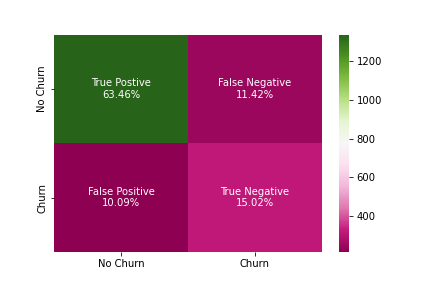 No Churn
True Postive
63.46%
False Negative
11.42%
Churn
False Positive
10.09%
True Negative
15.02%
No Churn
Churn
1200
1000
800
600
400